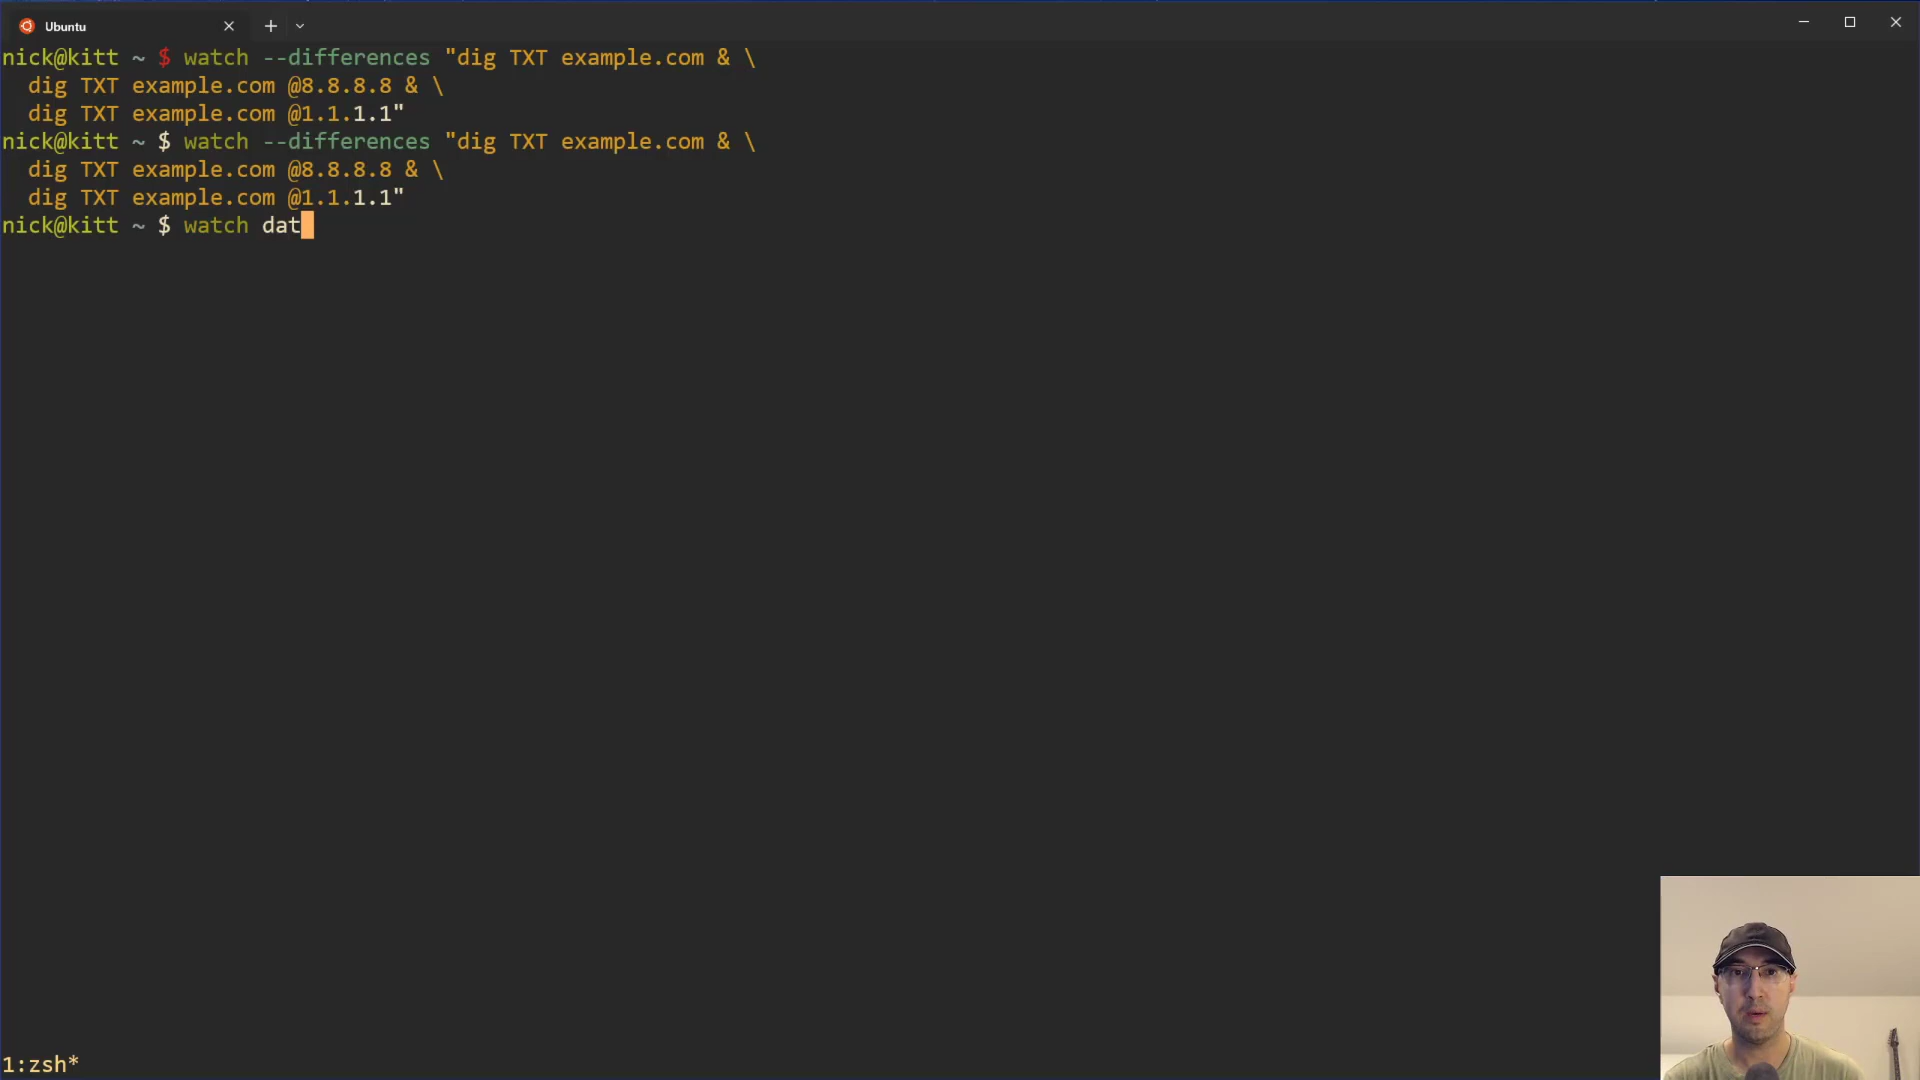 Ubuntu
nick@kitt ~ $ watch --differences "dig TXT example.com & \
dig TXT example.com @8.8.8.8 & \
dig TXT example.com @1.1.1.1"
nick@kitt ~ $ watch --differences "dig TXT example.com & \
dig TXT example.com @8.8.8.8 & \
dig TXT example.com @1.1.1.1"
nick@kitt ~ $ watch dat
1:zsh*